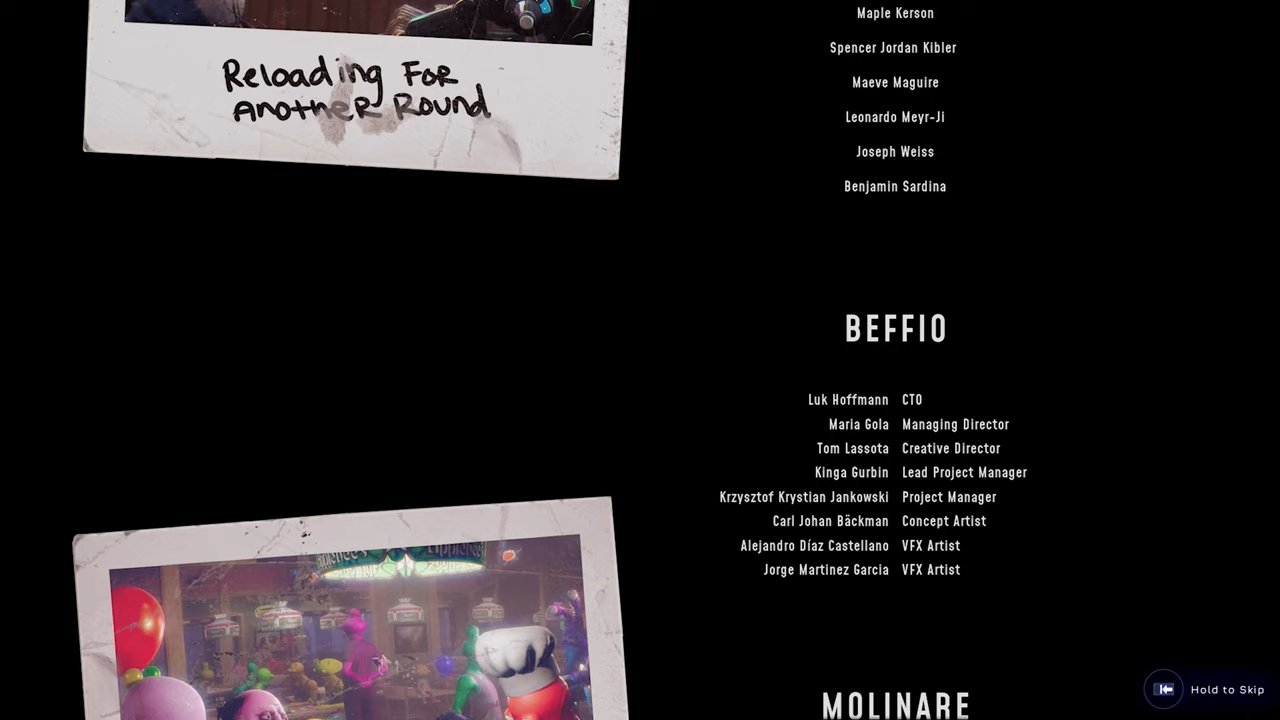 Reloading For
Another Round
Maple Kerson
Spencer Jordan Kibler
Maeve Maguire
Leonardo Meyr-Ji
Joseph Weiss
Benjamin Sardina
BEFFIO
Luk Hoffmann CTO
Maria Gola Managing Director
Tom Lassota Creative Director
Kinga Gurbin Lead Project Manager
Krzysztof Krystian Jankowski Project Manager
Carl Johan Bäckman Concept Artist
Alejandro Díaz Castellano VFX Artist
Jorge Martinez Garcia VFX Artist
MOLINARE
Hold to Skip